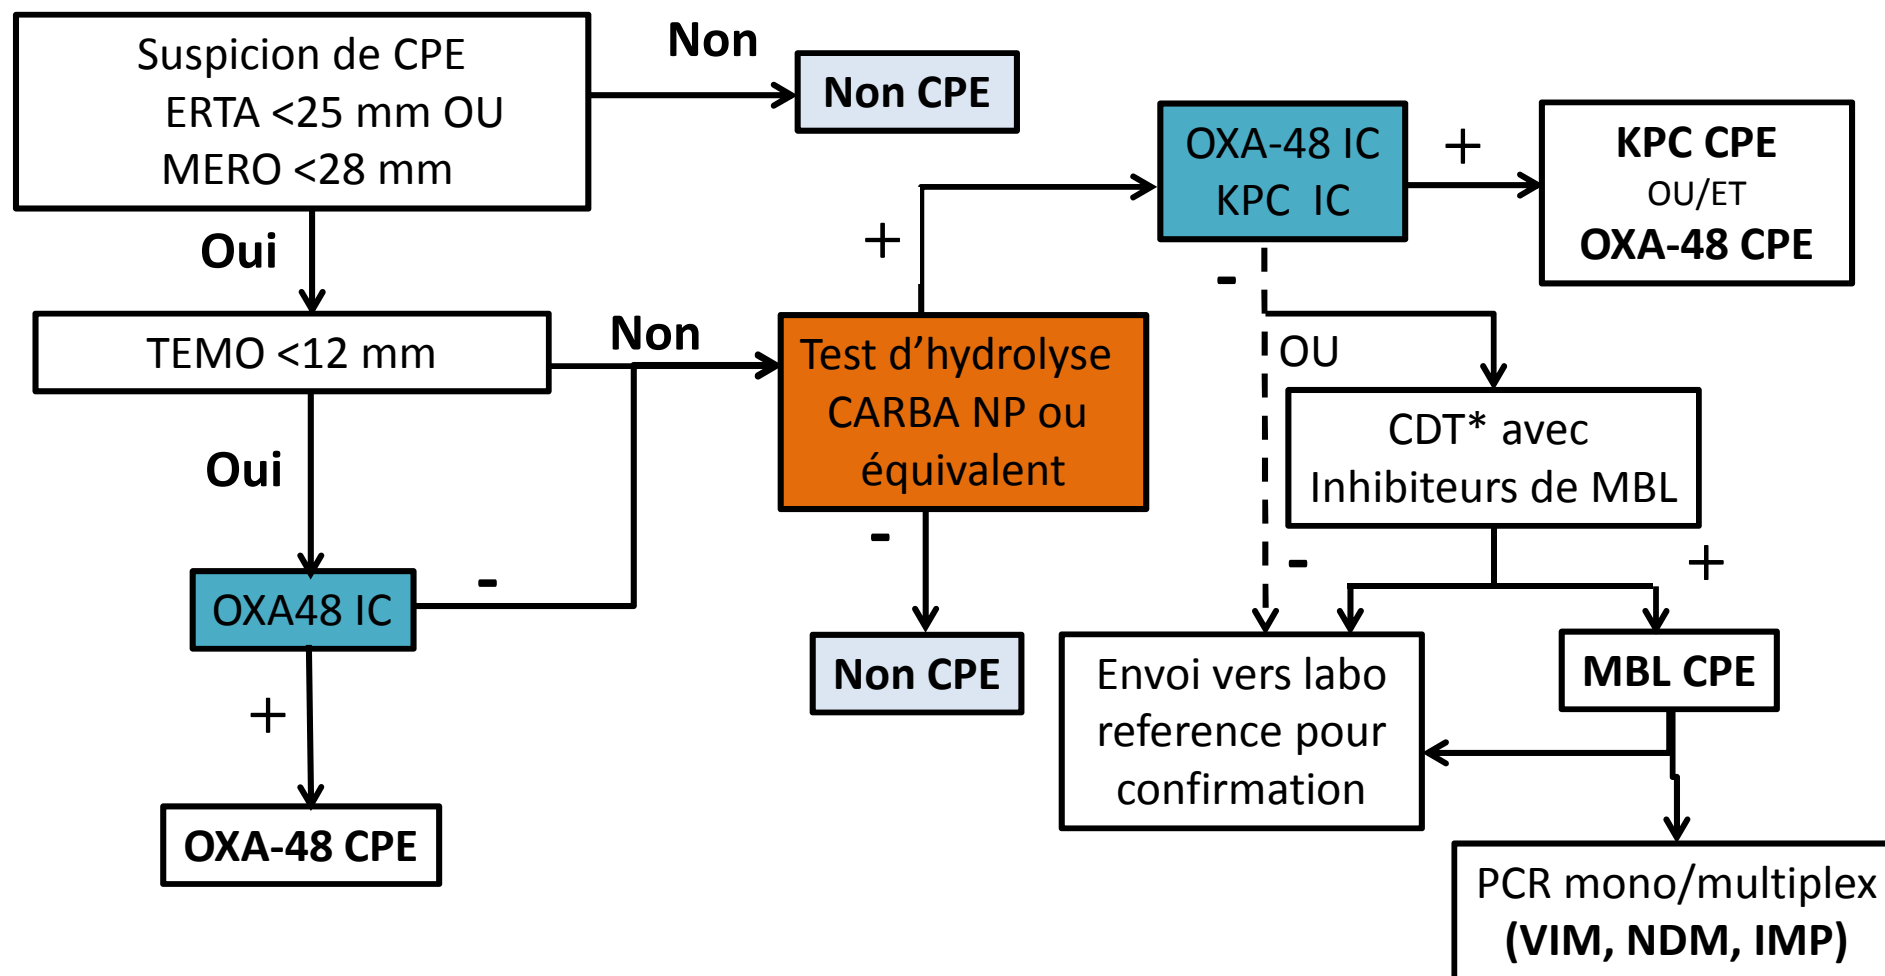 Suspicion de CPE
ERTA <25 mm OU
MERO <28 mm
Non
Non CPE
Oui
TEMO <12 mm
Non
Oui
OXA48 IC
-
+
OXA-48 CPE
Test d'hydrolyse
CARBA NP ou
équivalent
+
-
Non CPE
OXA-48 IC
KPC IC
+
KPC CPE
OU/ET
OXA-48 CPE
-
OU
CDT* avec
Inhibiteurs de MBL
-
+
Envoi vers labo
reference pour
confirmation
MBL CPE
PCR mono/multiplex
(VIM, NDM, IMP)